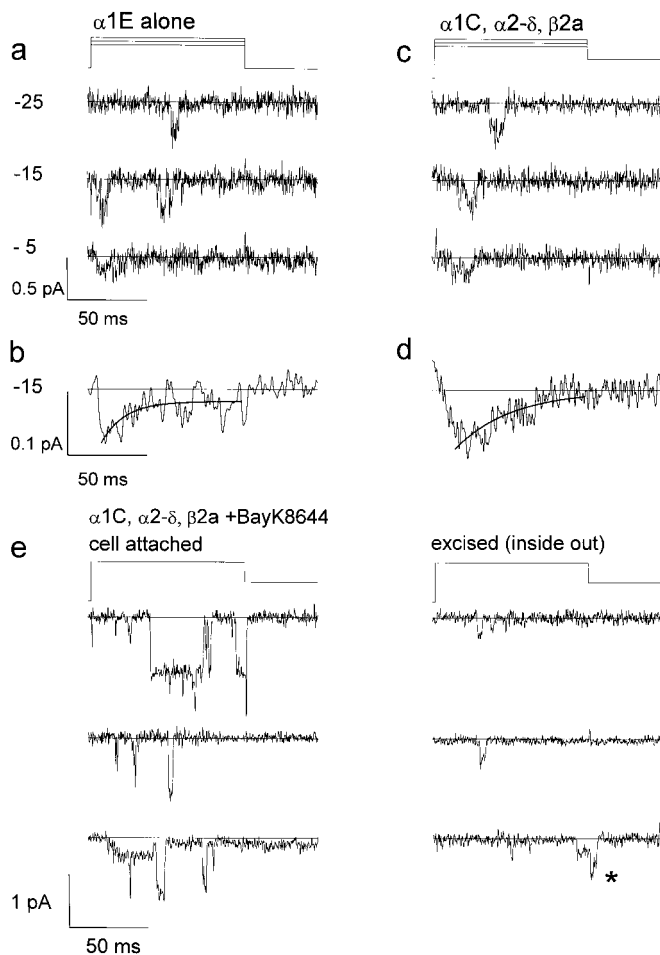 α1E alone
α1C, α2-δ, β2a
a
c
-25
-15
- 5
0.5 pA
50 ms
b
d
-15
0.1 pA
50 ms
α1C, α2-δ, β2a +BayK8644
e
cell attached
excised (inside out)
*
1 pA
50 ms